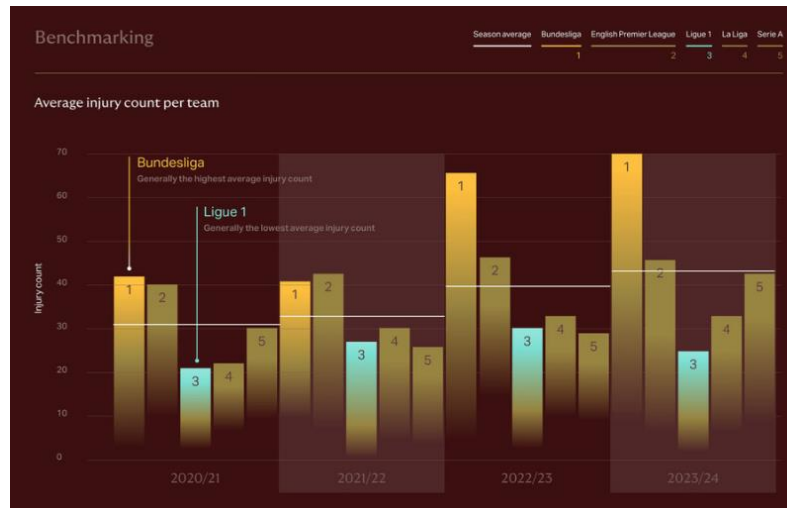 Benchmarking
Season average Bundesliga English Premier League Ligue 1 La Liga Serie A
1 2 3 4 5
Average injury count per team
70
Bundesliga
Generally the highest average injury count
60
Ligue 1
Generally the lowest average injury count
50
40
30
20
10
0
Injury count
1 2 3 4 5
1 2 3 4 5
1 2 3 4 5
1 2 3 4 5
2020/21 2021/22 2022/23 2023/24